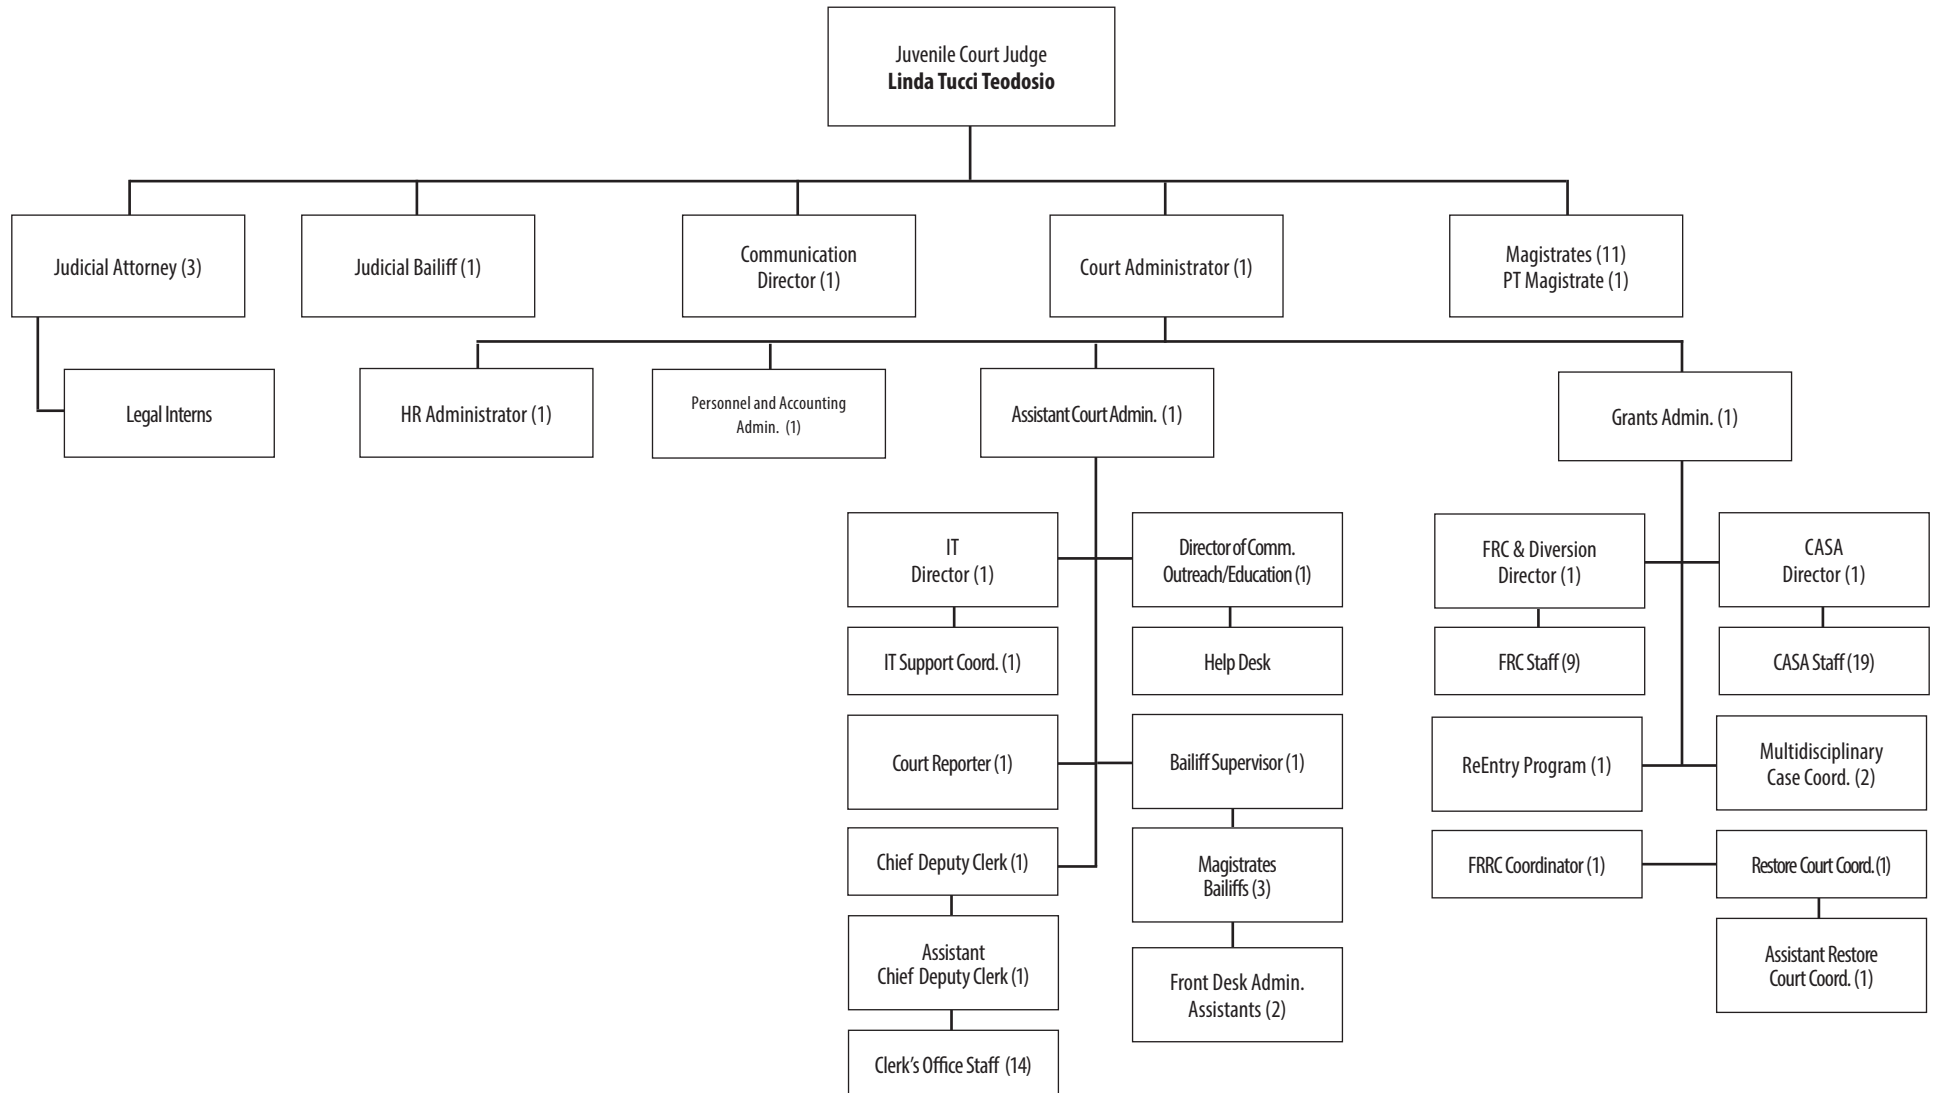 Juvenile Court Judge
Linda Tucci Teodosio
Judicial Attorney (3)
Judicial Bailiff (1)
Communication
Director (1)
Court Administrator (1)
Magistrates (11)
PT Magistrate (1)
Legal Interns
HR Administrator (1)
Personnel and Accounting
Admin. (1)
Assistant Court Admin. (1)
Grants Admin. (1)
IT
Director (1)
Director of Comm.
Outreach/Education (1)
FRC & Diversion
Director (1)
CASA
Director (1)
IT Support Coord. (1)
Help Desk
FRC Staff (9)
CASA Staff (19)
Court Reporter (1)
Bailiff Supervisor (1)
ReEntry Program (1)
Multidisciplinary
Case Coord. (2)
Chief Deputy Clerk (1)
Magistrates
Bailiffs (3)
FRRC Coordinator (1)
Restore Court Coord. (1)
Assistant
Chief Deputy Clerk (1)
Front Desk Admin.
Assistants (2)
Assistant Restore
Court Coord. (1)
Clerk's Office Staff (14)